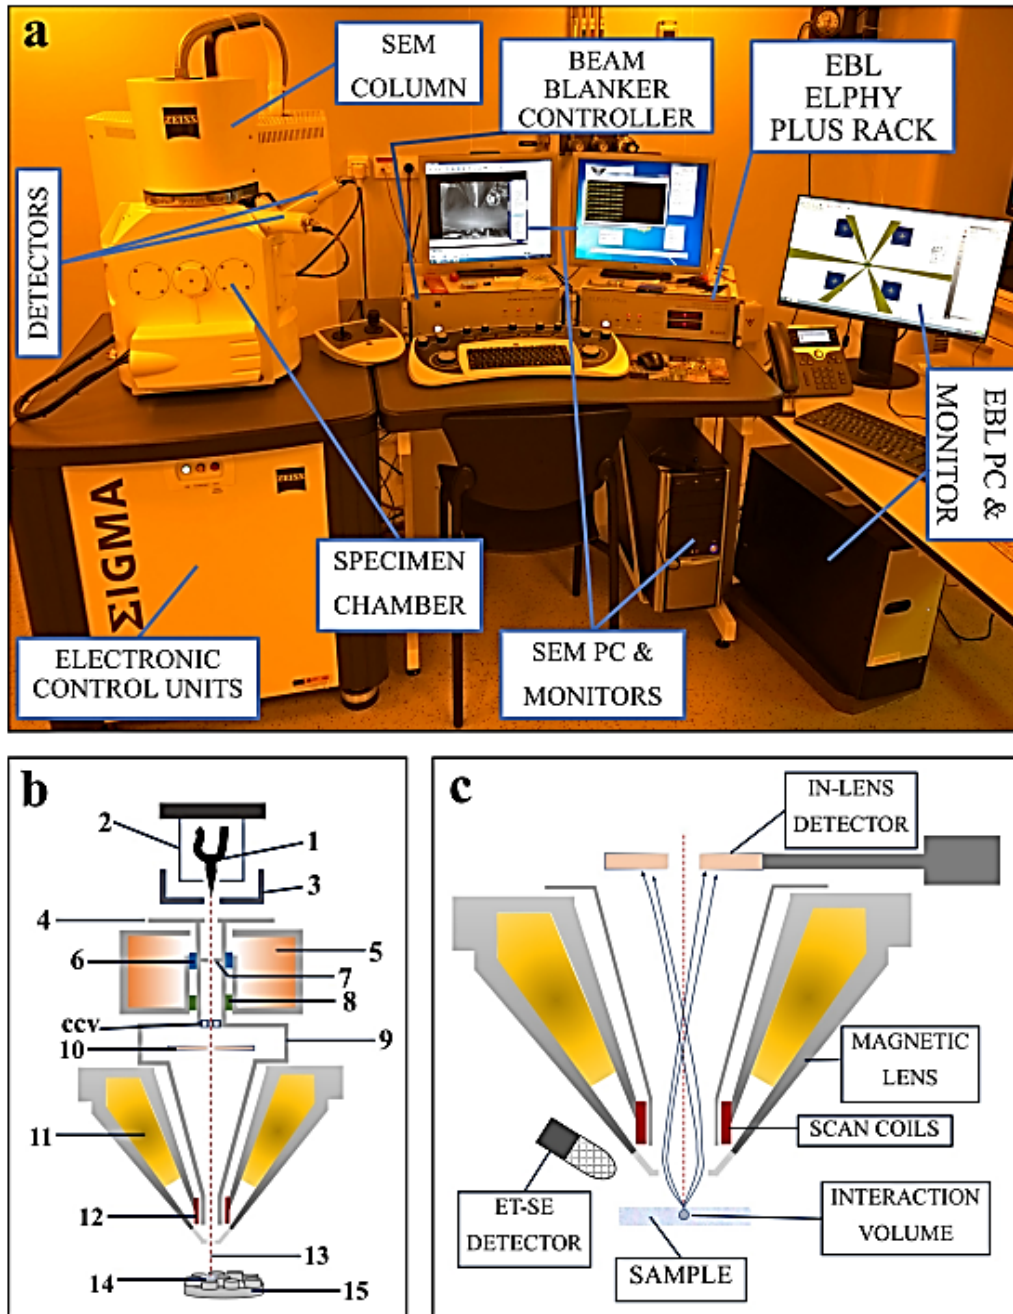 a
SEM
COLUMN
BEAM
BLANKER
CONTROLLER
EBL
ELPHY
PLUS RACK
ZEISS
DETECTORS
EBL PC &
MONITOR
ΣIGMA
ZEISS
SPECIMEN
CHAMBER
ELECTRONIC
CONTROL UNITS
SEM PC &
MONITORS
b
1
2
3
4
5
6
7
8
ccv
9
10
11
12
13
14
15
c
IN-LENS
DETECTOR
MAGNETIC
LENS
SCAN COILS
ET-SE
DETECTOR
INTERACTION
VOLUME
SAMPLE